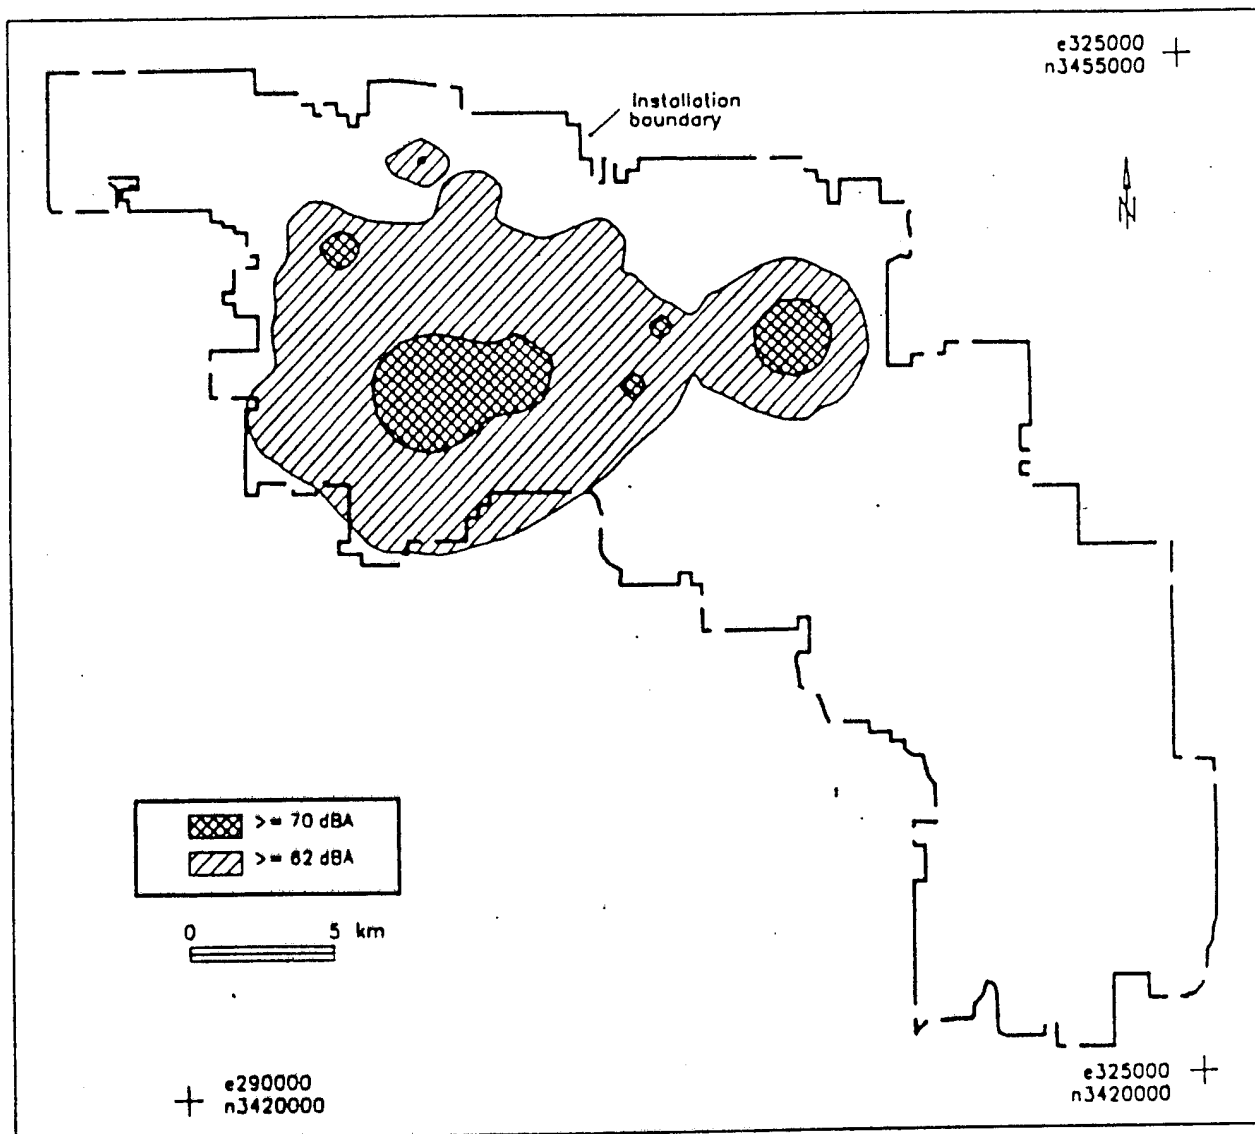 e325000
n3455000
Installation
boundary
N
>= 70 dBA
>= 62 dBA
0 5 km
e290000
n3420000
e325000
n3420000